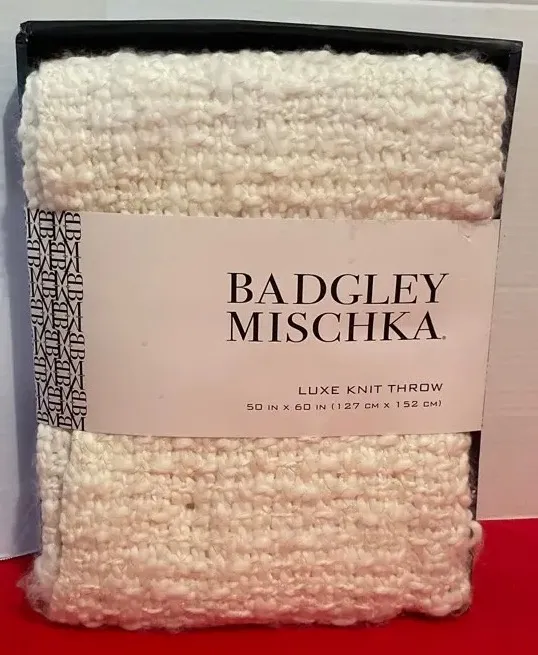 BADGLEY
MISCHKA®
LUXE KNIT THROW
50 IN X 60 IN (127 CM X 152 CM)